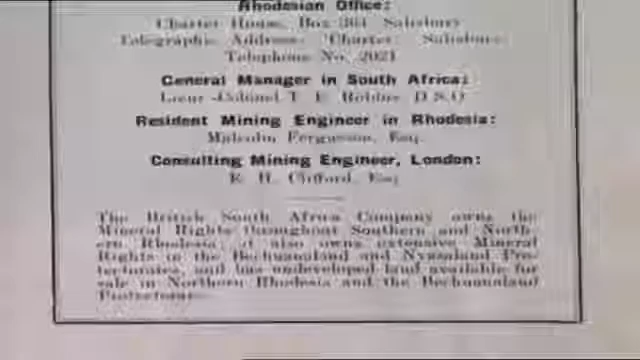 Rhodesian Office:
Charter House, Box 364 Salisbury
Telegraphic Address: "Charter" Salisbury
Telephone No. 2021
General Manager in South Africa:
Lieut.-Colonel T. E. Robins, D.S.O.
Resident Mining Engineer in Rhodesia:
Malcolm Fergusson, Esq.
Consulting Mining Engineer, London:
R. H. Clifford, Esq.
The British South Africa Company owns the
Mineral Rights throughout Southern and North-
ern Rhodesia; it also owns extensive Mineral
Rights in the Bechuanaland and Nyasaland Pro-
tectorates, and has undeveloped land available for
sale in Northern Rhodesia and the Bechuanaland
Protectorate.